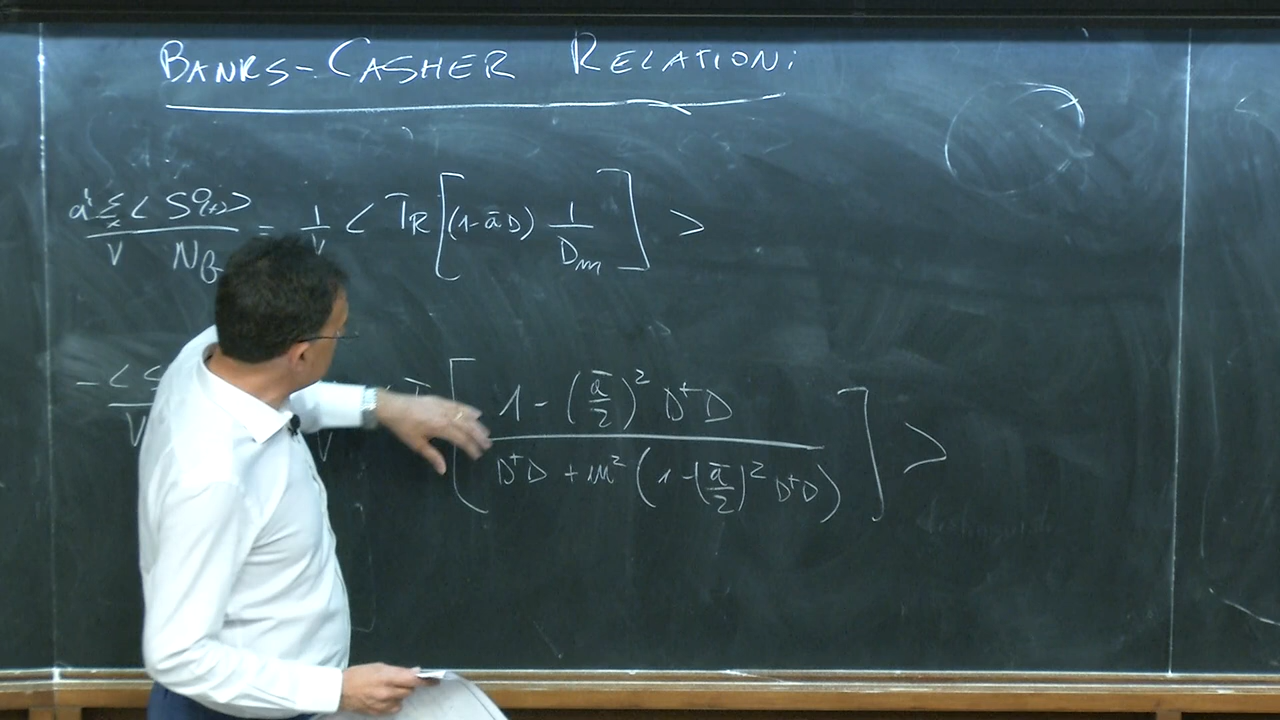 BANKS-CASHER RELATION:
a⁴ Σₓ < S⁰(x) > / V N_f = 1/V < TR [ (1-āD) 1/D_m ] >
- < S / V V [ 1 - (ā/2)² D†D / D†D + m² (1-(ā/2)² D†D) ] >